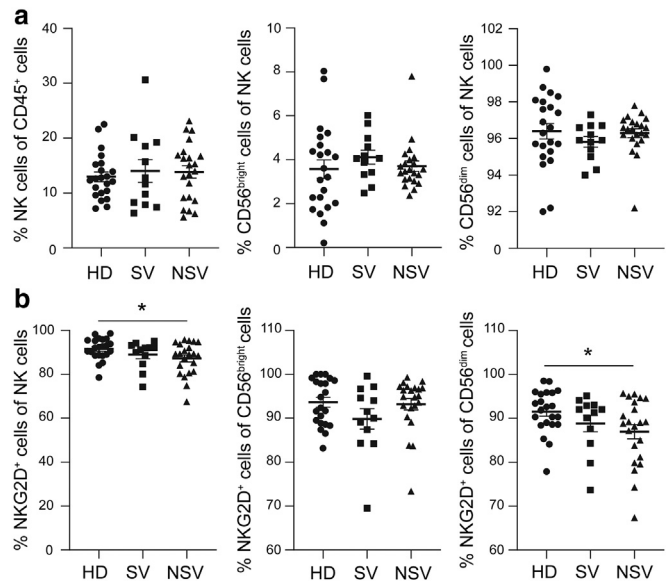 a
% NK cells of CD45⁺ cells
40
30
20
10
0
HD SV NSV
% CD56ᵇʳⁱᵍʰᵗ cells of NK
10
8
6
4
2
0
HD SV NSV
% CD56ᵈⁱᵐ cells of NK
100
98
96
94
92
HD SV NSV
b
% NKG2D⁺ cells of NK cells
100
80
60
40
20
0
*
HD SV NSV
% NKG2D⁺ cells of CD56ᵇʳⁱᵍʰᵗ cells
110
100
90
80
70
60
HD SV NSV
% NKG2D⁺ cells of CD56ᵈⁱᵐ cells
110
100
90
80
70
60
*
HD SV NSV